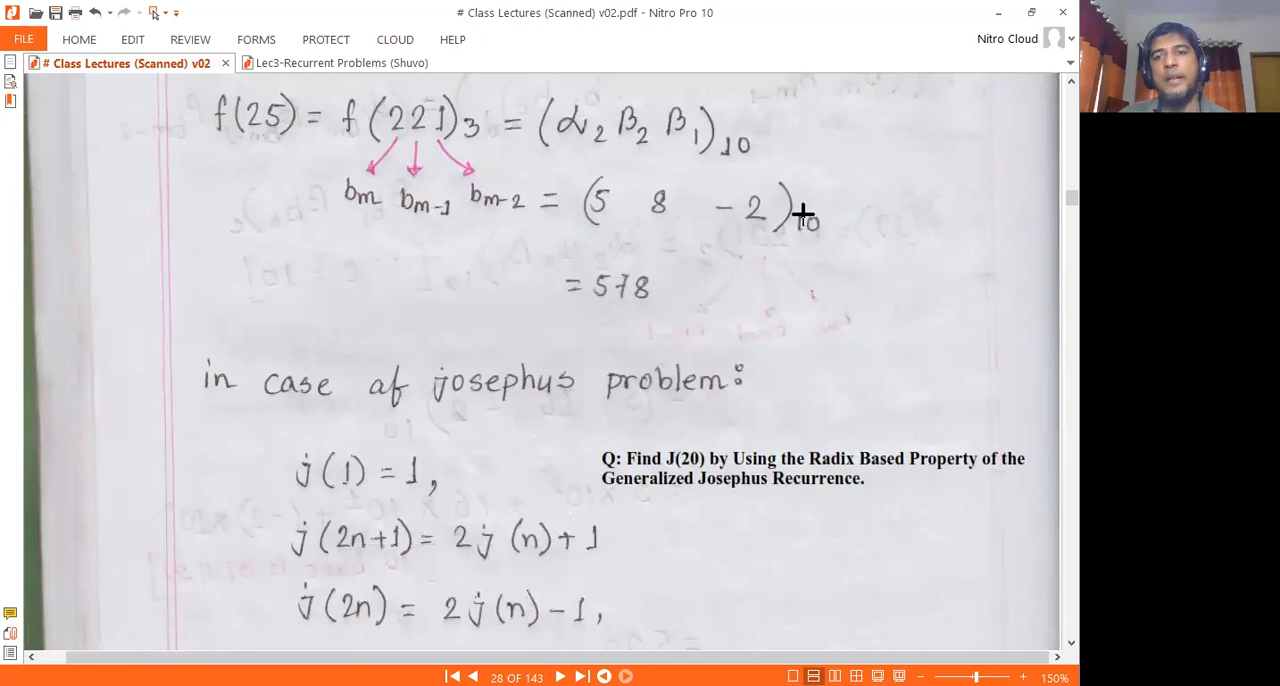 # Class Lectures (Scanned) v02.pdf - Nitro Pro 10
FILE HOME EDIT REVIEW FORMS PROTECT CLOUD HELP Nitro Cloud
# Class Lectures (Scanned) v02 Lec3-Recurrent Problems (Shuvo)
f(25) = f(221)₃ = (α₂ β₂ β₁)₁₀
bm bm-1 bm-2 = (5 8 -2)₁₀
= 578
in case of josephus problem:
j(1) = 1,
Q: Find J(20) by Using the Radix Based Property of the
Generalized Josephus Recurrence.
j(2n+1) = 2j(n)+1
j(2n) = 2j(n)-1,
28 OF 143
150%